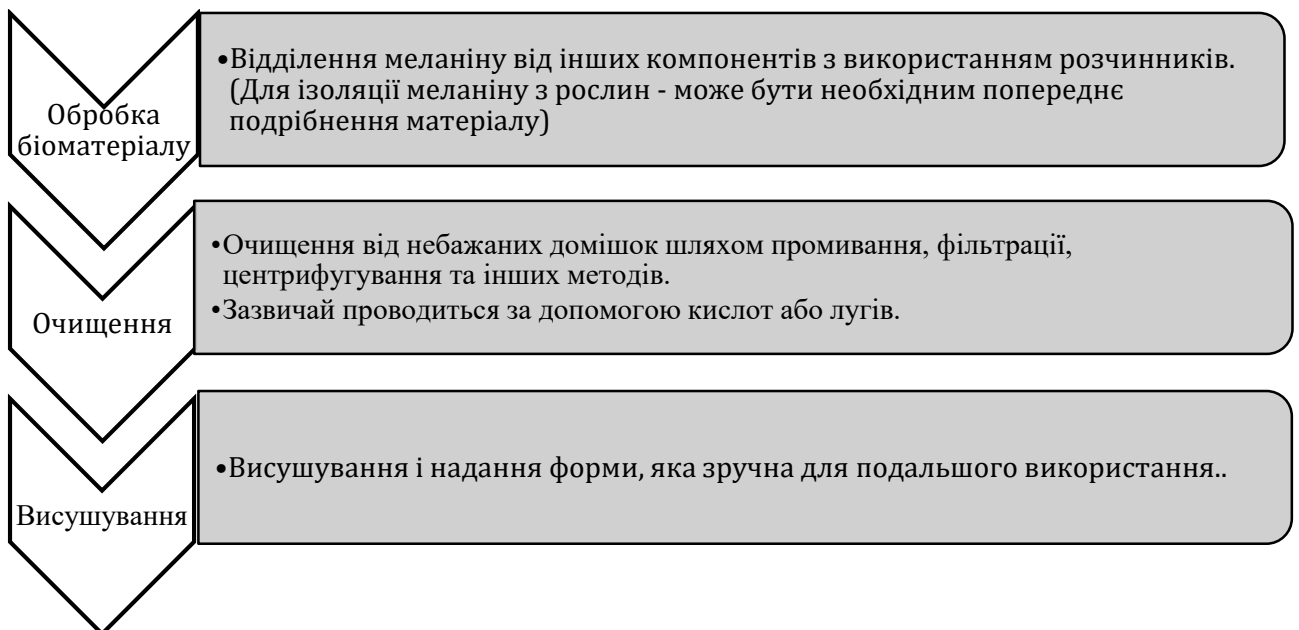 Обробка
біоматеріалу
•Відділення меланіну від інших компонентів з використанням розчинників.
(Для ізоляції меланіну з рослин - може бути необхідним попереднє
подрібнення матеріалу)
Очищення
•Очищення від небажаних домішок шляхом промивання, фільтрації,
центрифугування та інших методів.
•Зазвичай проводиться за допомогою кислот або лугів.
Висушування
•Висушування і надання форми, яка зручна для подальшого використання..